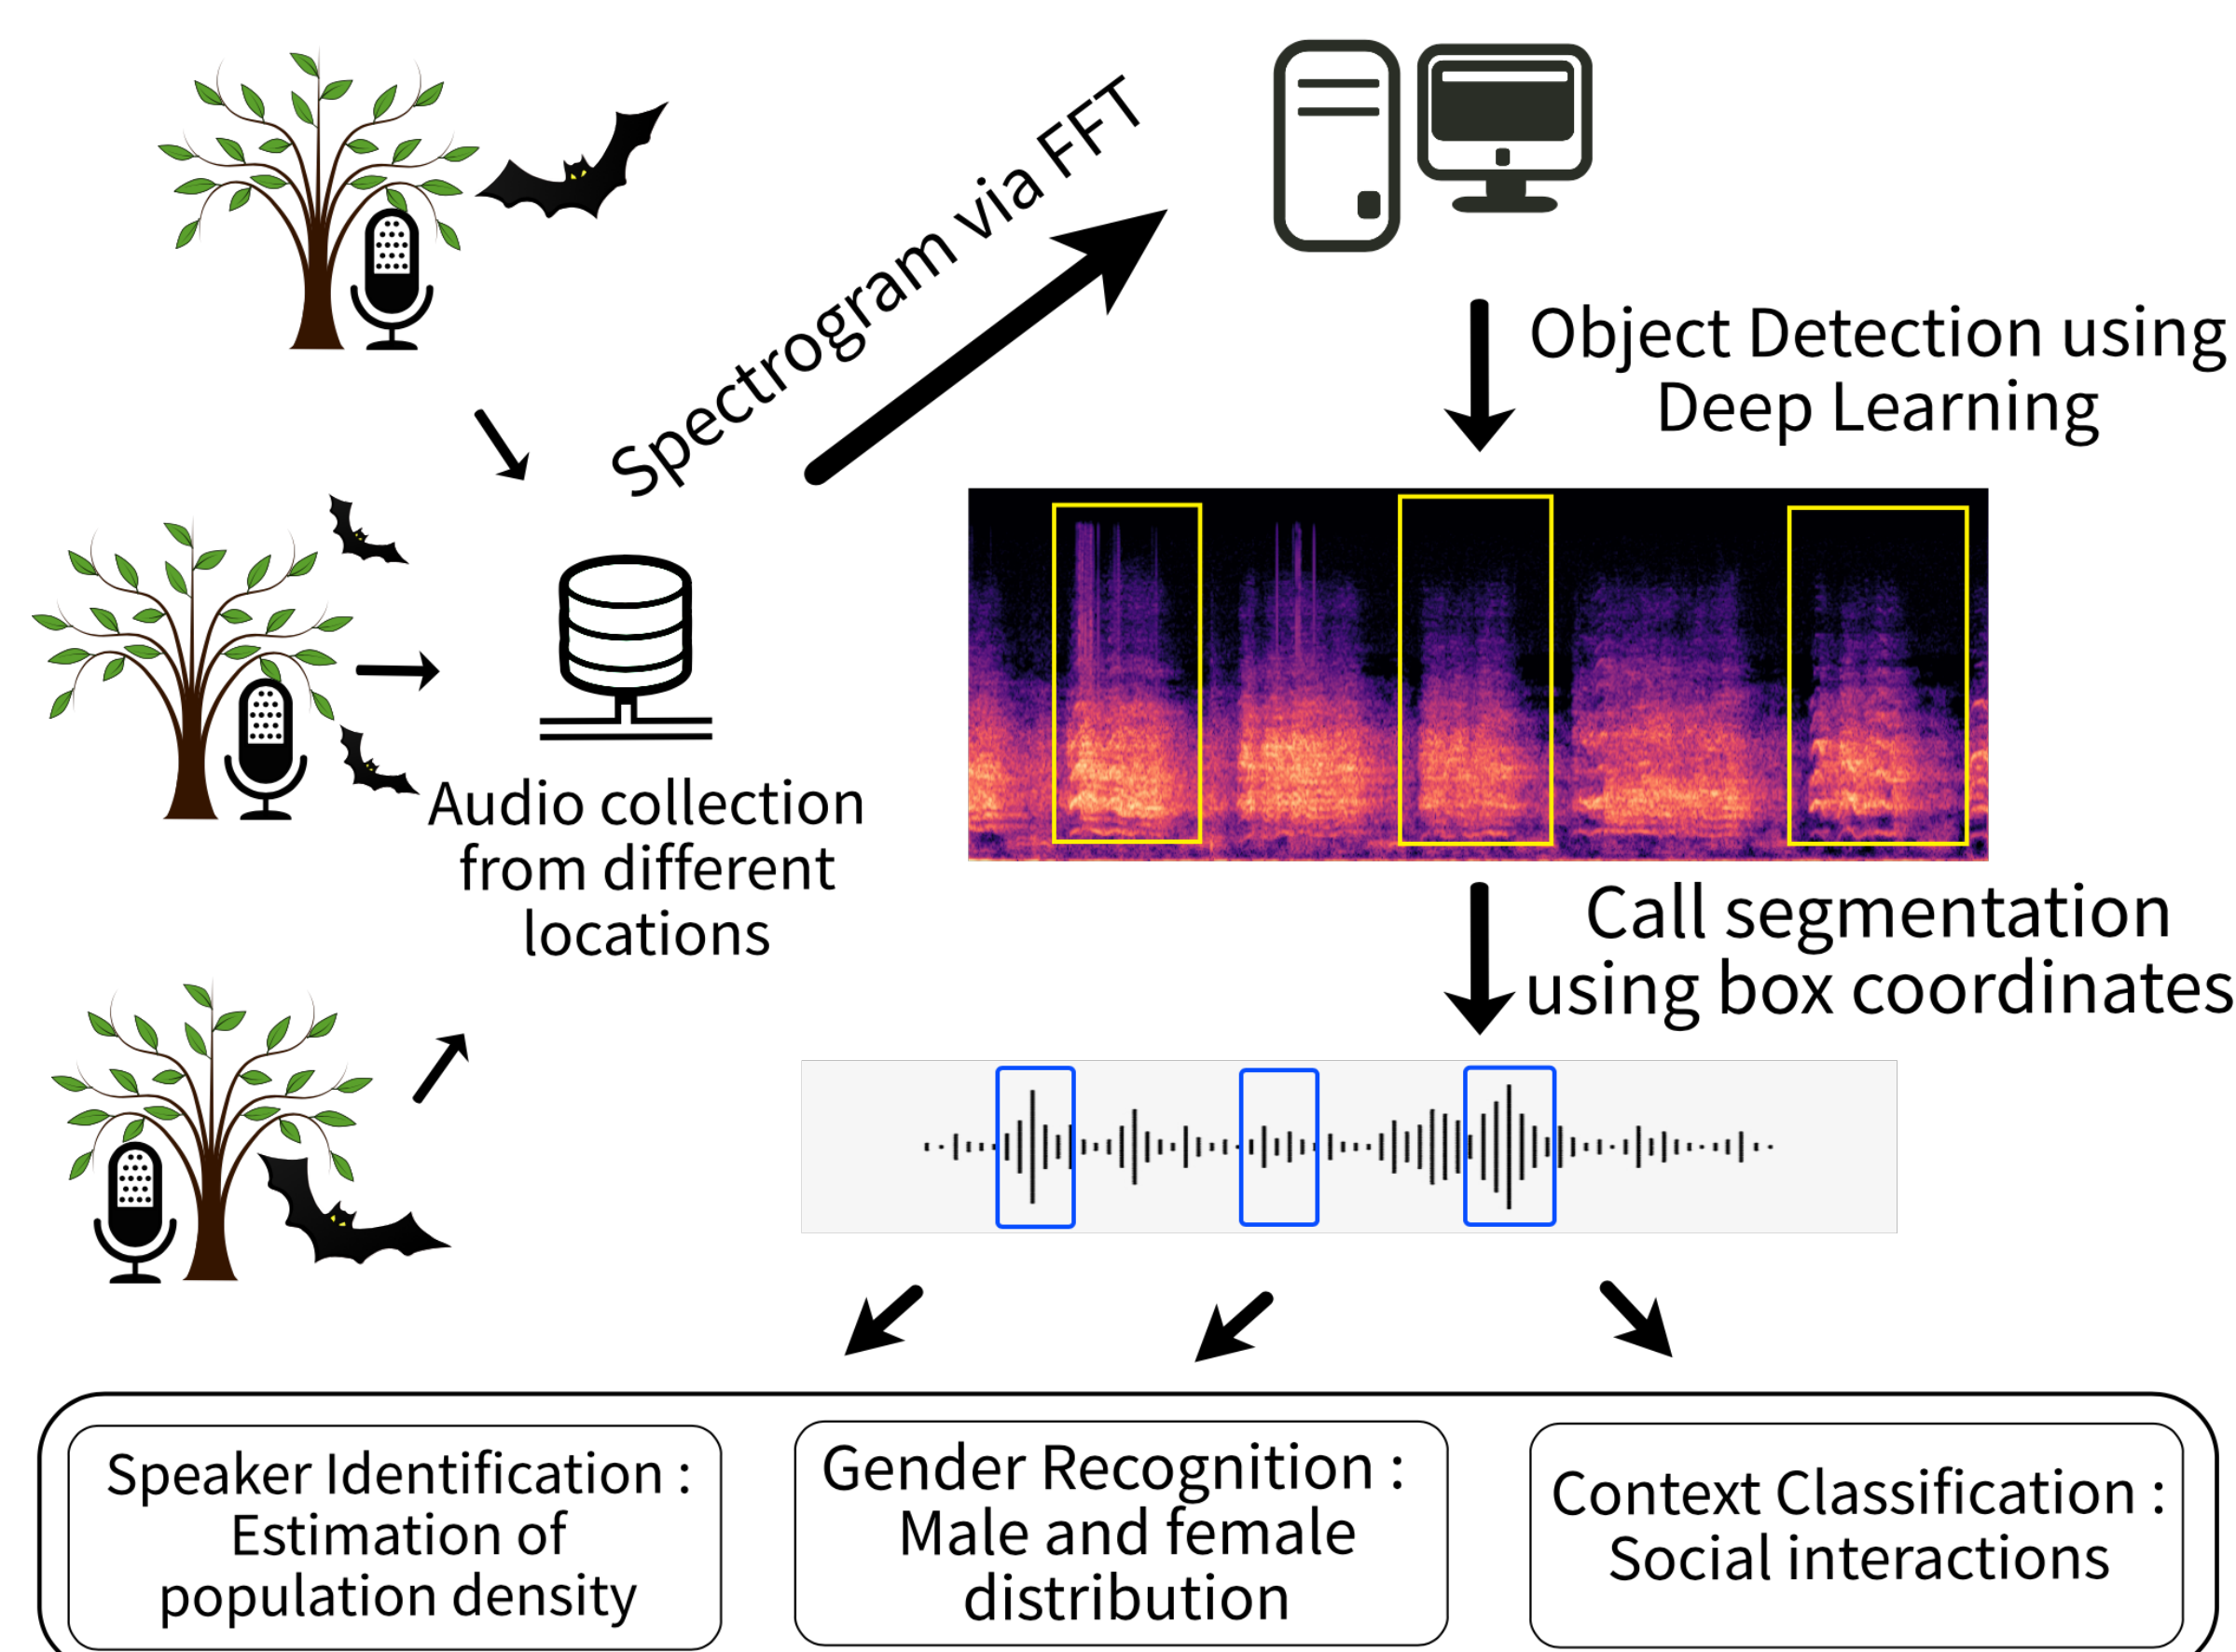 Spectrogram via FFT
Object Detection using
Deep Learning
Audio collection
from different
locations
Call segmentation
using box coordinates
Speaker Identification :
Estimation of
population density
Gender Recognition :
Male and female
distribution
Context Classification :
Social interactions